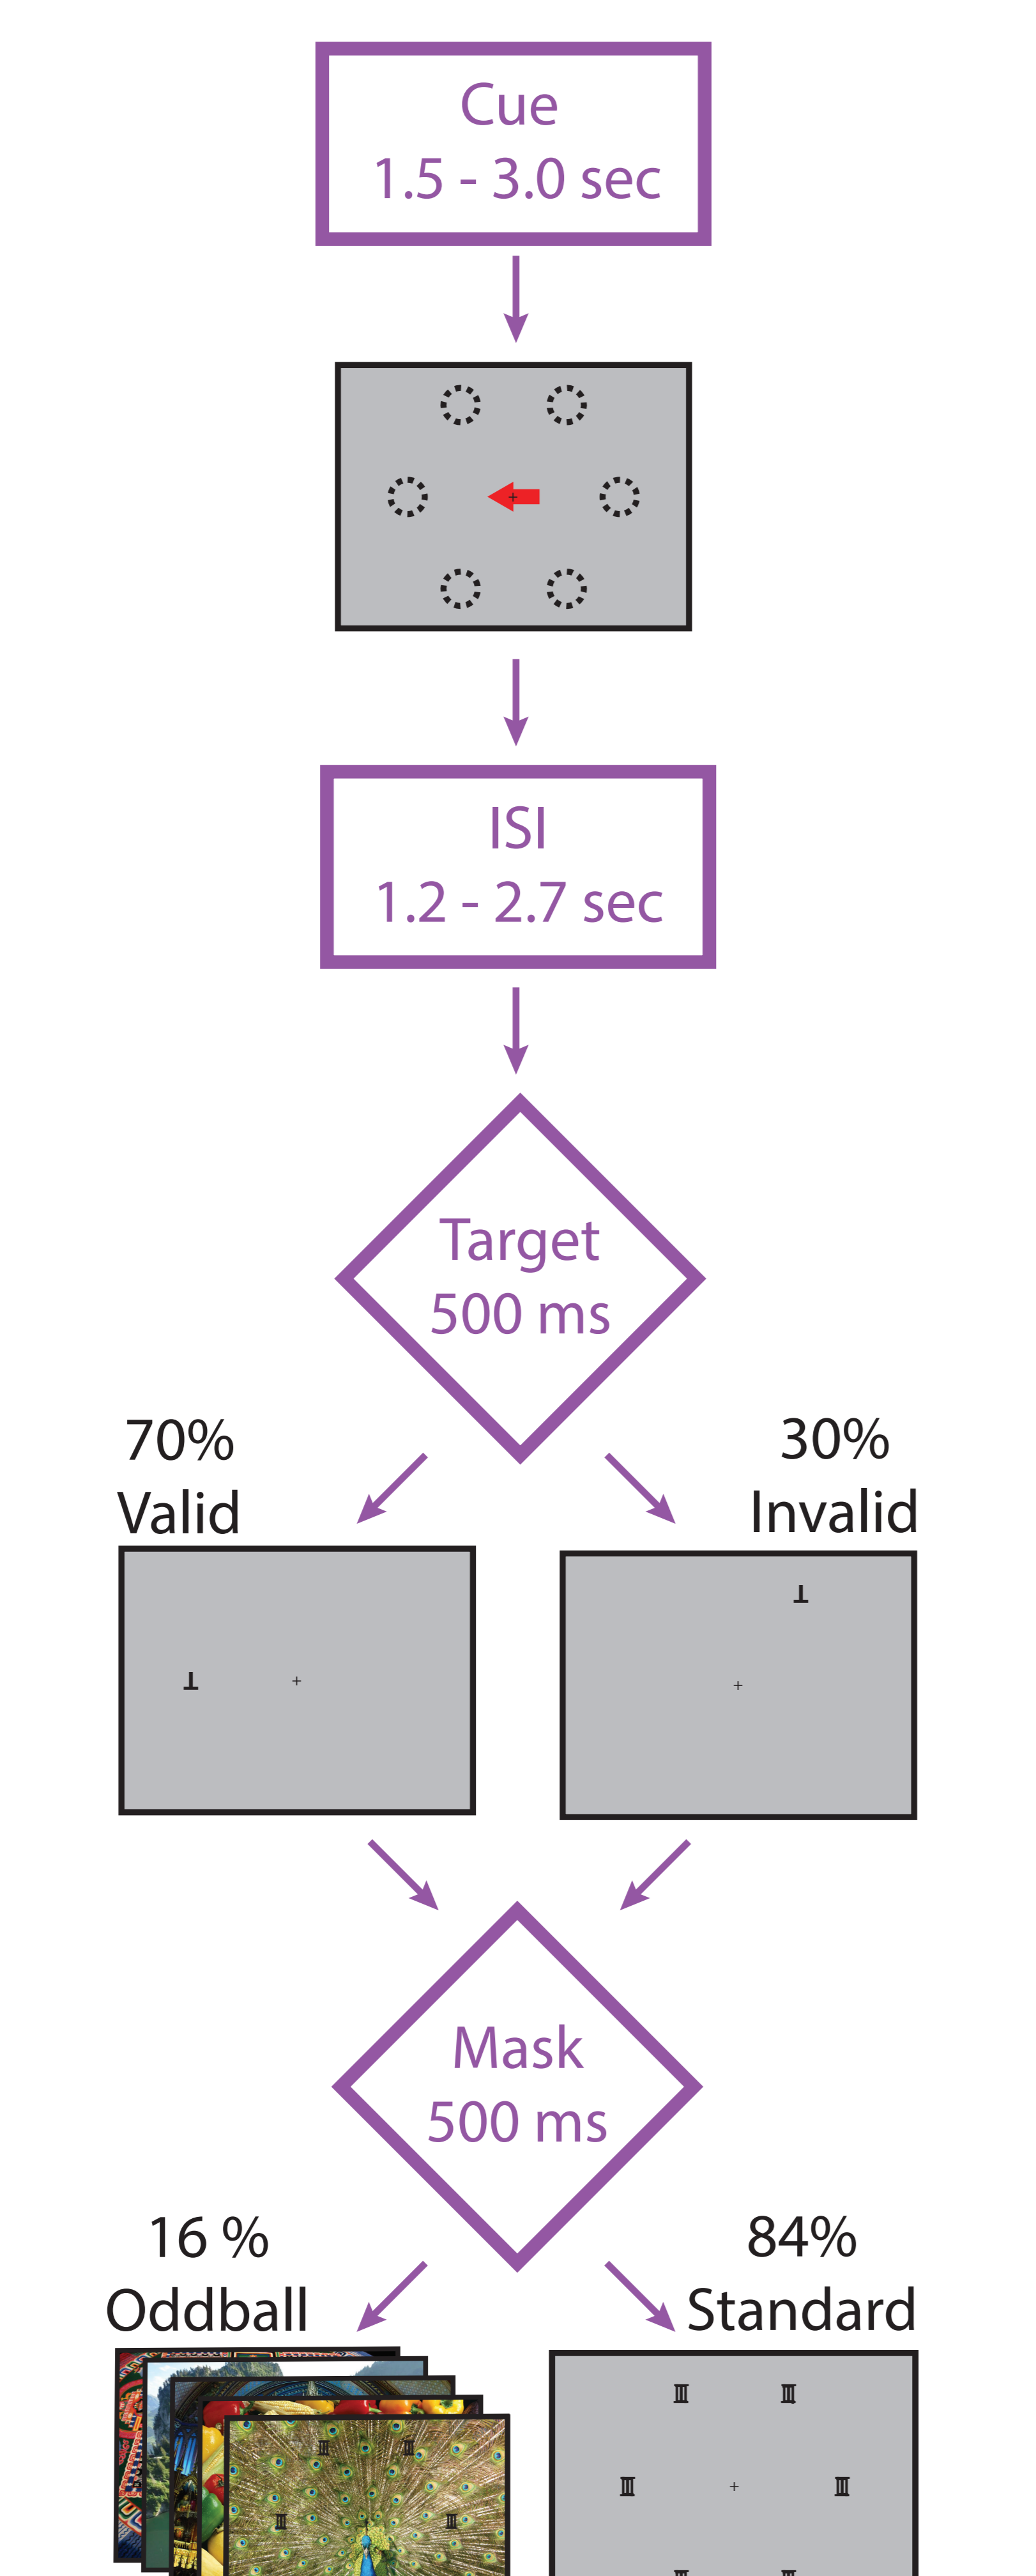 Cue
1.5 - 3.0 sec
ISI
1.2 - 2.7 sec
Target
500 ms
70%
Valid
30%
Invalid
Mask
500 ms
16 %
Oddball
84%
Standard